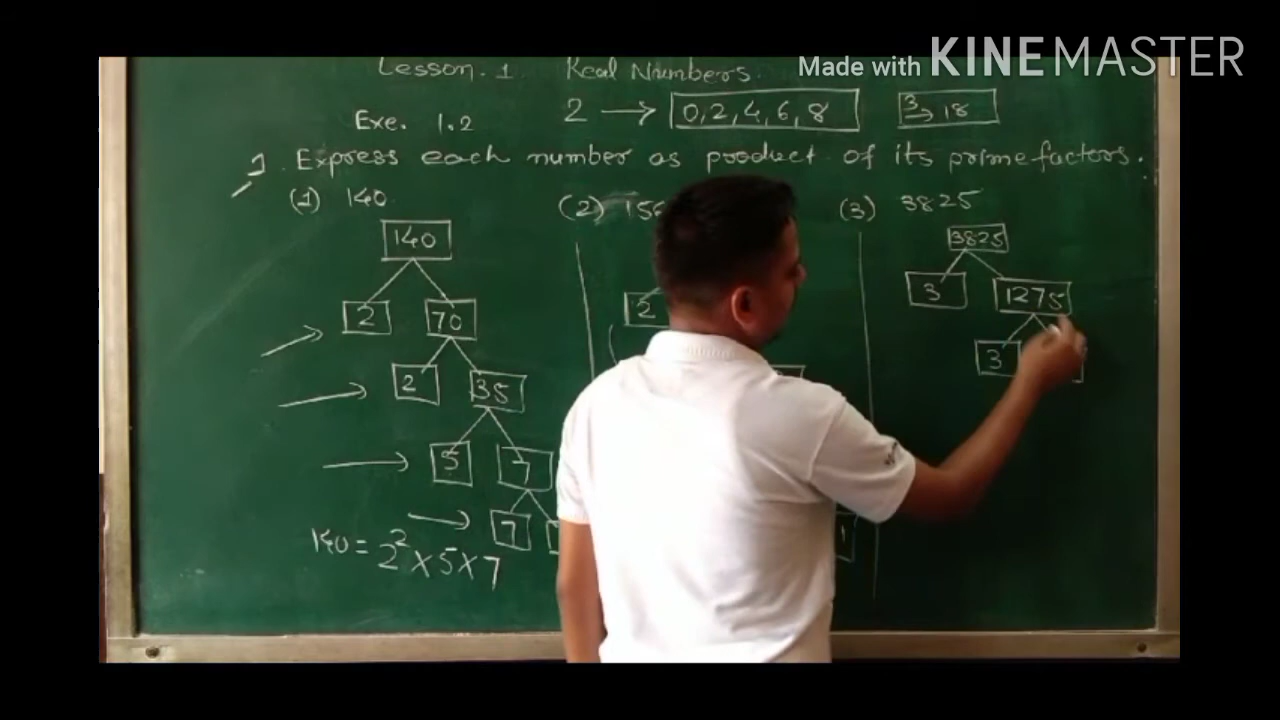 Made with KINEMASTER
Lesson. 1. Real Numbers.
Exe. 1.2
2 → 0, 2, 4, 6, 8
3 → 18
1. Express each number as product of its prime factors.
(1) 140
140
2 70
2 35
5 7
7
140 = 2² X 5 X 7
(2)
2
1
(3) 3825
3825
3 1275
3